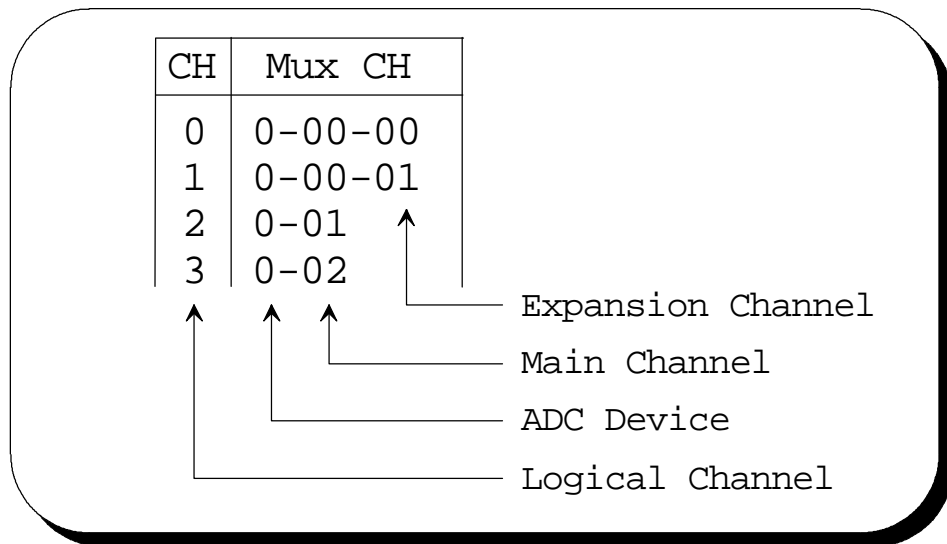 CH Mux CH
0 0-00-00
1 0-00-01
2 0-01
3 0-02
Expansion Channel
Main Channel
ADC Device
Logical Channel